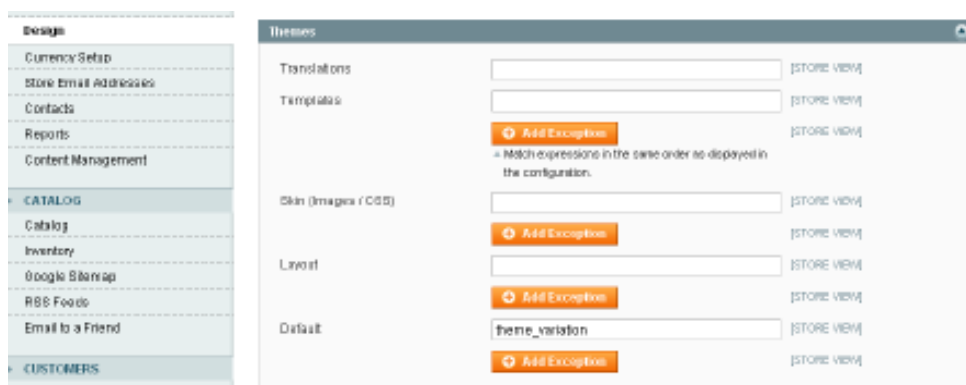 Design
Currency Setup
Store Email Addresses
Contacts
Reports
Content Management
CATALOG
Catalog
Inventory
Google Sitemap
RSS Feeds
Email to a Friend
CUSTOMERS
Themes
Translations
[STORE VIEW]
Templates
[STORE VIEW]
Add Exception
[STORE VIEW]
Match expressions in the same order as displayed in
the configuration.
Skin (Images / CSS)
[STORE VIEW]
Add Exception
[STORE VIEW]
Layout
[STORE VIEW]
Add Exception
[STORE VIEW]
Default
theme_variation
[STORE VIEW]
Add Exception
[STORE VIEW]